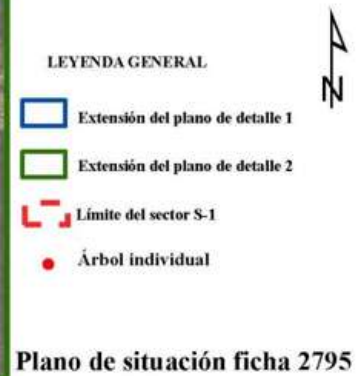 N
LEYENDA GENERAL
Extensión del plano de detalle 1
Extensión del plano de detalle 2
Límite del sector S-1
Árbol individual
Plano de situación ficha 2795